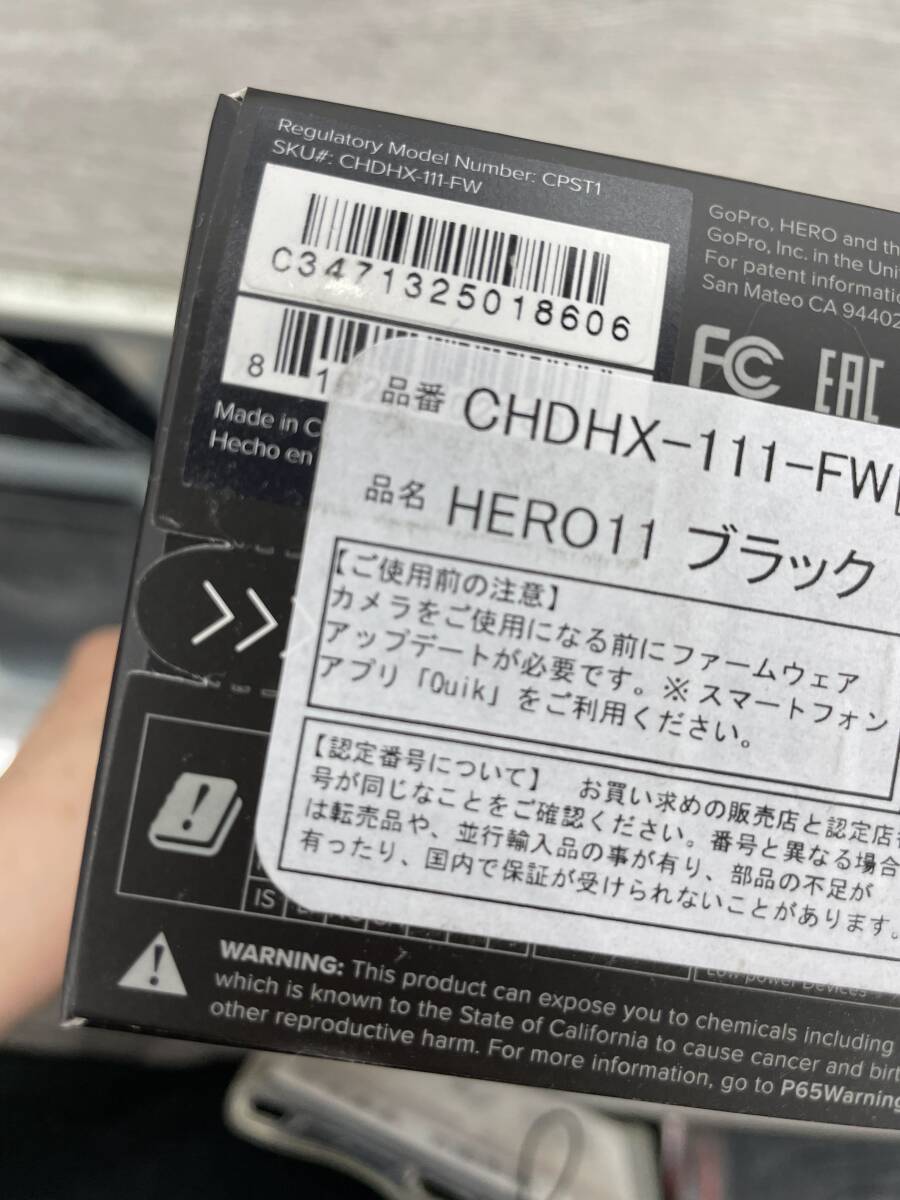 Regulatory Model Number: CPST1
SKU#: CHDHX-111-FW
C3471325018606
8
GoPro, HERO and
GoPro, Inc. in the
For patent
San Mateo CA 94402
FC
EAC
Made in
Hecho en
品番 CHDHX-111-FW
品名 HERO11 ブラック
【ご使用前の注意】
カメラをご使用になる前にファームウェア
アップデートが必要です。※スマートフォン
アプリ「Quik」をご利用ください。
【認定番号について】 お買い求めの販売店と認定店
号が同じなことをご確認ください。番号と異なる場合
は転売品や、並行輸入品の事が有り、部品の不足が
有ったり、国内で保証が受けられないことがあります。
IS
Low-power Devices
WARNING: This product can expose you to chemicals including
which is known to the State of California to cause cancer and
other reproductive harm. For more information, go to